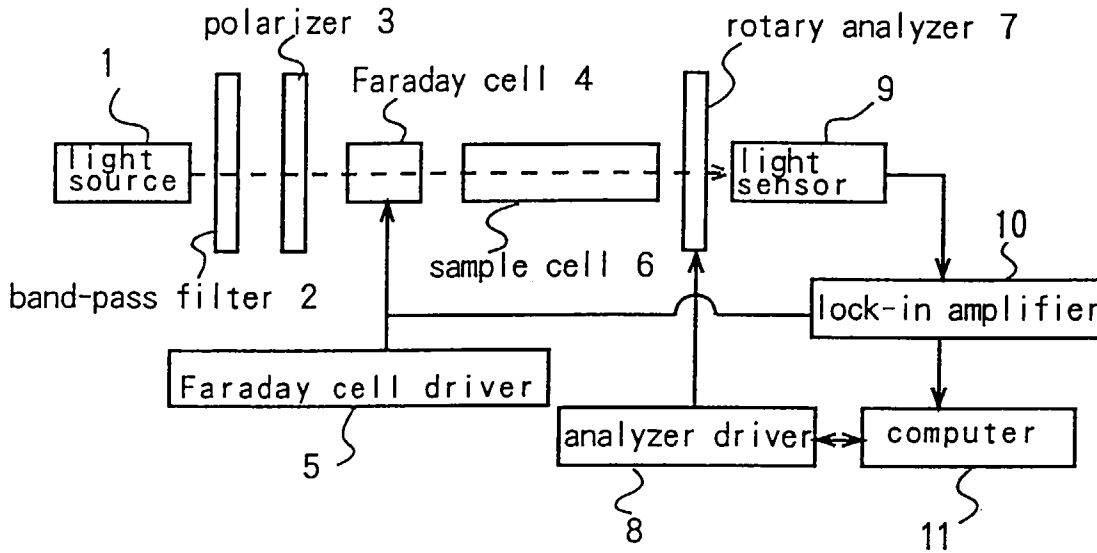 polarizer 3
rotary analyzer 7
1
Faraday cell 4
9
light
source
light
sensor
sample cell 6
10
band-pass filter 2
lock-in amplifier
Faraday cell driver
analyzer driver
computer
5
8
11